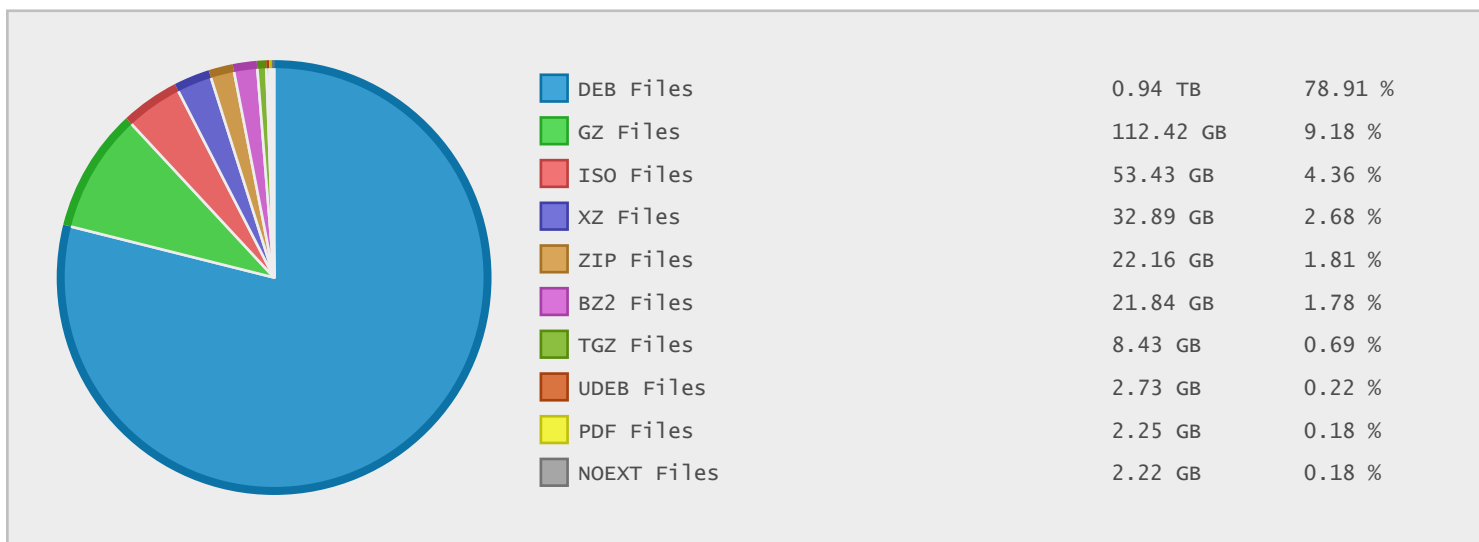 DEB Files 0.94 TB 78.91 %
GZ Files 112.42 GB 9.18 %
ISO Files 53.43 GB 4.36 %
XZ Files 32.89 GB 2.68 %
ZIP Files 22.16 GB 1.81 %
BZ2 Files 21.84 GB 1.78 %
TGZ Files 8.43 GB 0.69 %
UDEB Files 2.73 GB 0.22 %
PDF Files 2.25 GB 0.18 %
NOEXT Files 2.22 GB 0.18 %